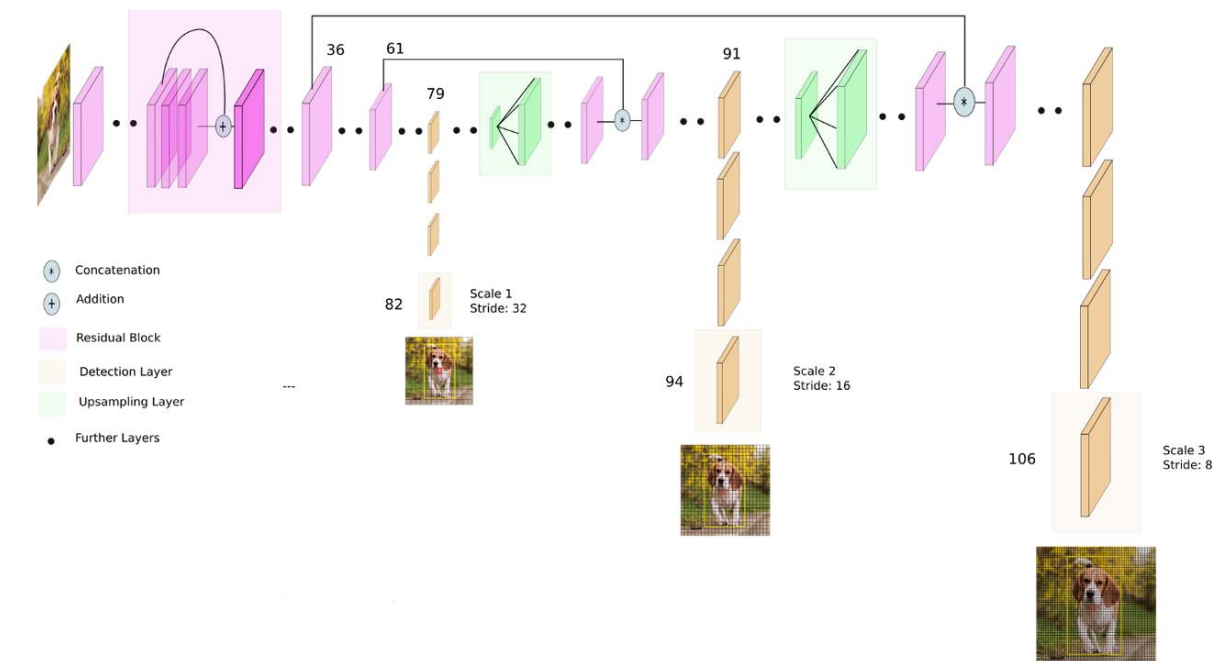 36
61
91
79
* Concatenation
+ Addition
Residual Block
Detection Layer
Upsampling Layer
Further Layers
---
82
Scale 1
Stride: 32
94
Scale 2
Stride: 16
106
Scale 3
Stride: 8
+
*
*